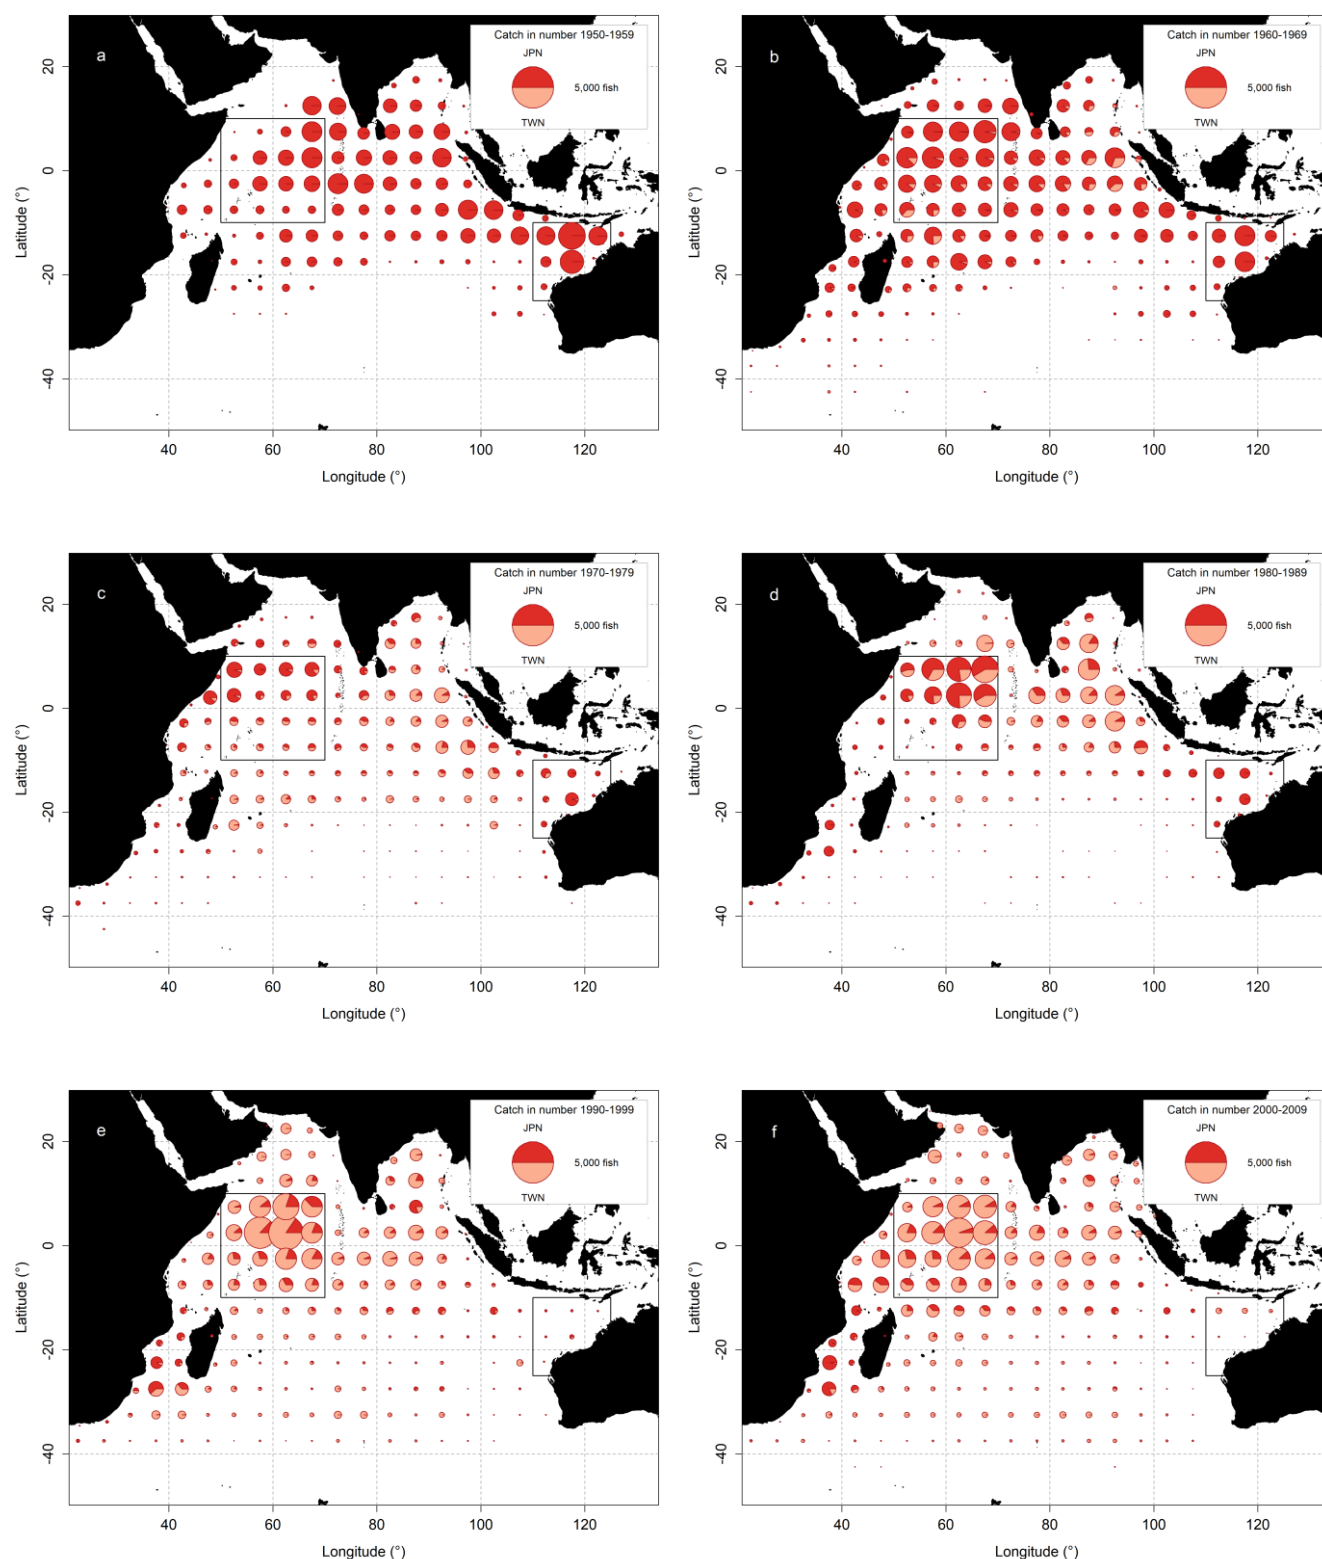 a
Catch in number 1950-1959
JPN
5,000 fish
TWN
20
0
-20
-40
Latitude (°)
40
60
80
100
120
Longitude (°)
b
Catch in number 1960-1969
JPN
5,000 fish
TWN
20
0
-20
-40
Latitude (°)
40
60
80
100
120
Longitude (°)
c
Catch in number 1970-1979
JPN
5,000 fish
TWN
20
0
-20
-40
Latitude (°)
40
60
80
100
120
Longitude (°)
d
Catch in number 1980-1989
JPN
5,000 fish
TWN
20
0
-20
-40
Latitude (°)
40
60
80
100
120
Longitude (°)
e
Catch in number 1990-1999
JPN
5,000 fish
TWN
20
0
-20
-40
Latitude (°)
40
60
80
100
120
Longitude (°)
f
Catch in number 2000-2009
JPN
5,000 fish
TWN
20
0
-20
-40
Latitude (°)
40
60
80
100
120
Longitude (°)